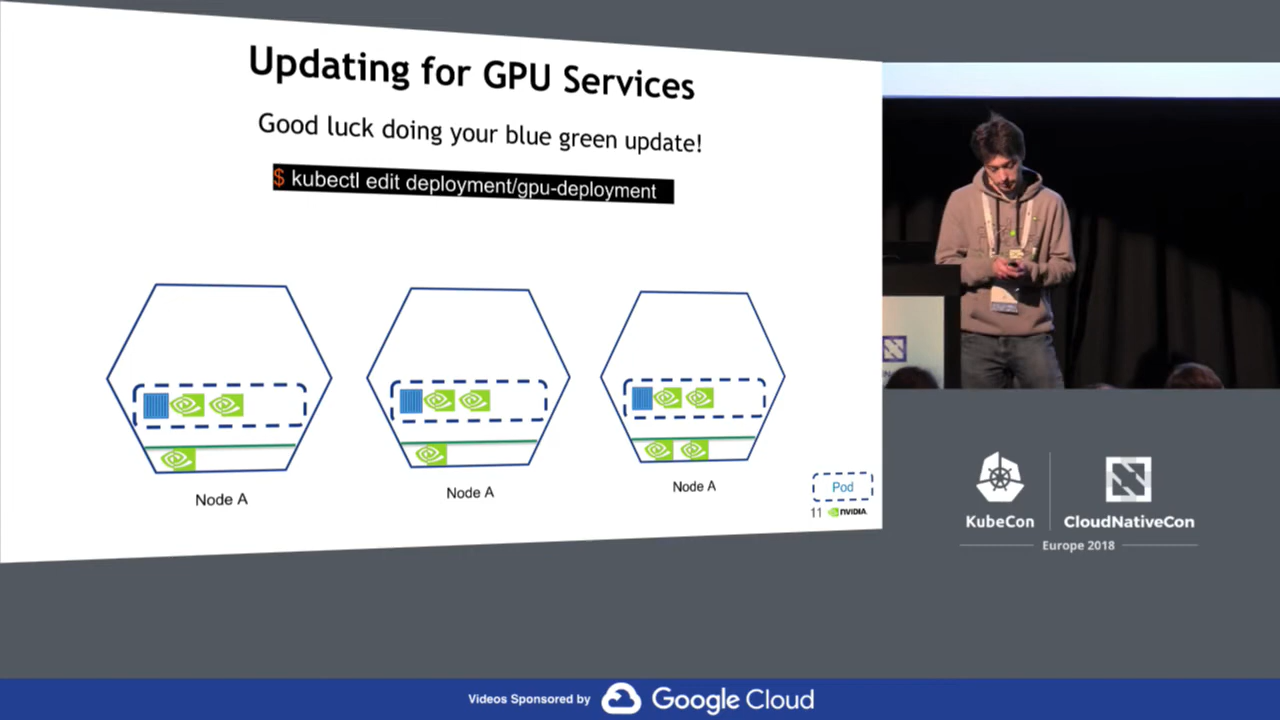 Updating for GPU Services
Good luck doing your blue green update!
$ kubectl edit deployment/gpu-deployment
Node A
Node A
Node A
Pod
11 NVIDIA
KubeCon
CloudNativeCon
Europe 2018
Videos Sponsored by Google Cloud